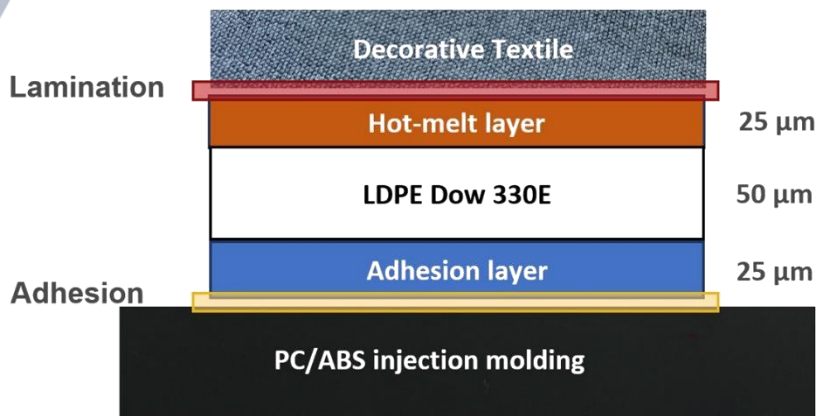 Decorative Textile
Lamination
Hot-melt layer
25 µm
LDPE Dow 330E
50 µm
Adhesion layer
25 µm
Adhesion
PC/ABS injection molding